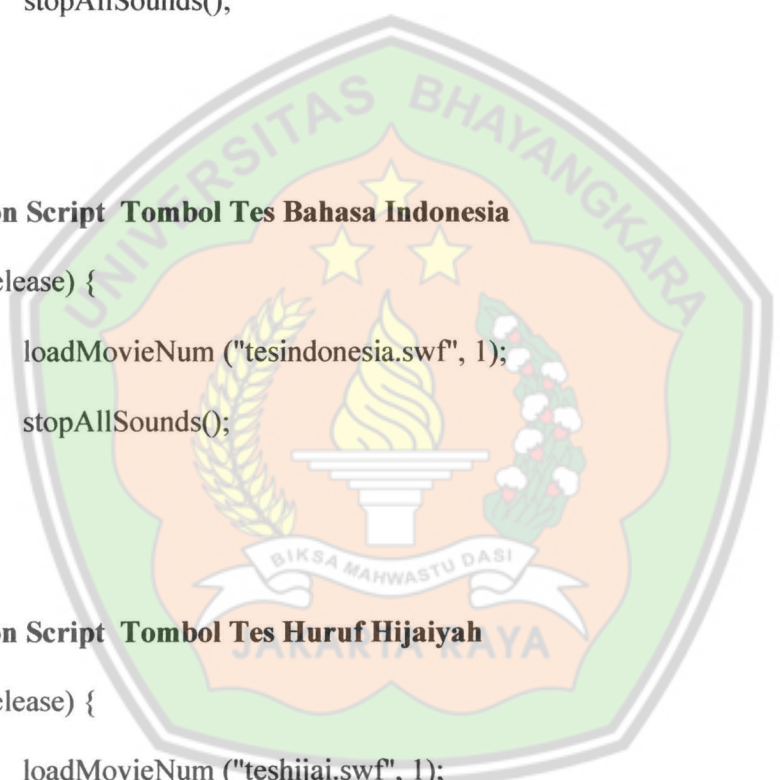 stopAllSounds();
UNIVERSITAS BHAYANGKARA
on Script Tombol Tes Bahasa Indonesia
elease) {
loadMovieNum ("tesindonesia.swf", 1);
stopAllSounds();
BIKSA MAHWASTU DASI
on Script Tombol Tes Huruf Hijaiyah
JAKARTA RAYA
elease) {
loadMovieNum ("teshijai.swf", 1);